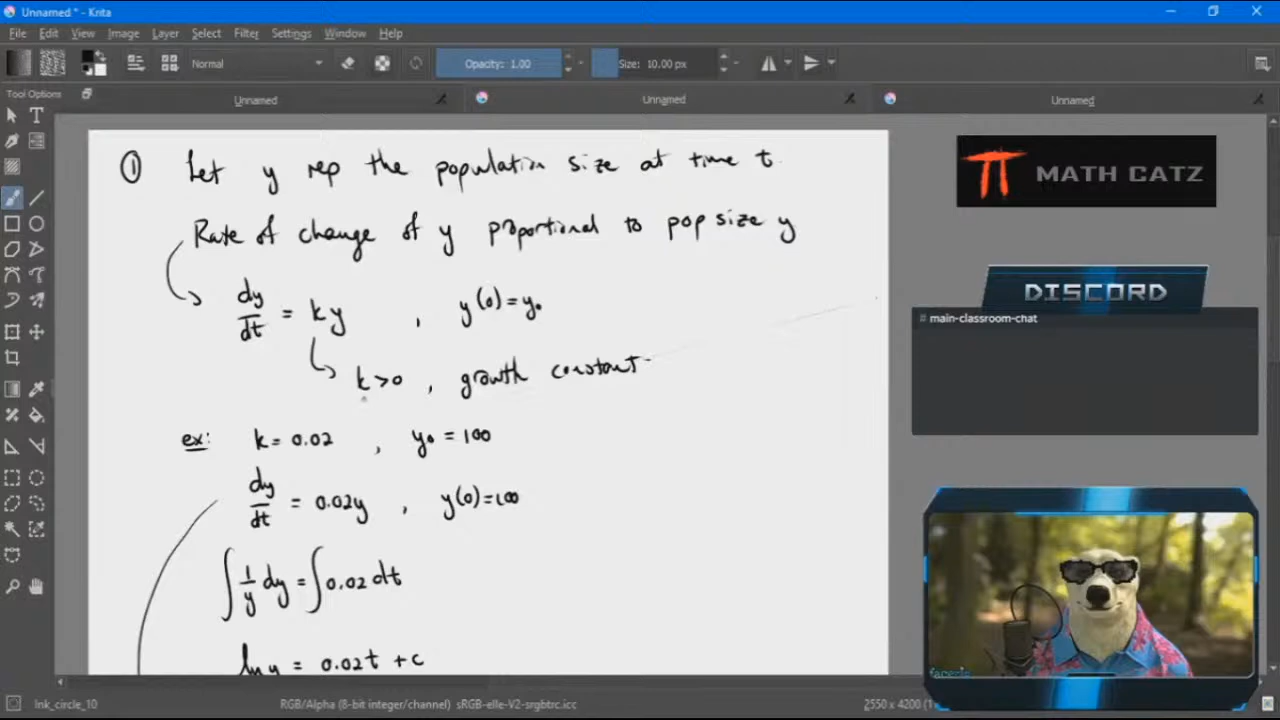 Unnamed * - Krita
File Edit View Image Layer Select Filter Settings Window Help
Normal Opacity: 1.00 Size: 10.00 px
Tool Options
Unnamed Unnamed Unnamed
① Let y rep the population size at time t
Rate of change of y proportional to pop size y
dy/dt = ky , y(0) = y₀
k > 0 , growth constant
ex: k = 0.02 , y₀ = 100
dy/dt = 0.02y , y(0) = 100
∫ 1/y dy = ∫ 0.02 dt
ln y = 0.02t + c
π MATH CATZ
DISCORD
# main-classroom-chat
facerig
Ink_circle_10 RGB/Alpha (8-bit integer/channel) sRGB-elle-V2-srgbtrc.icc 2550 x 4200 (1